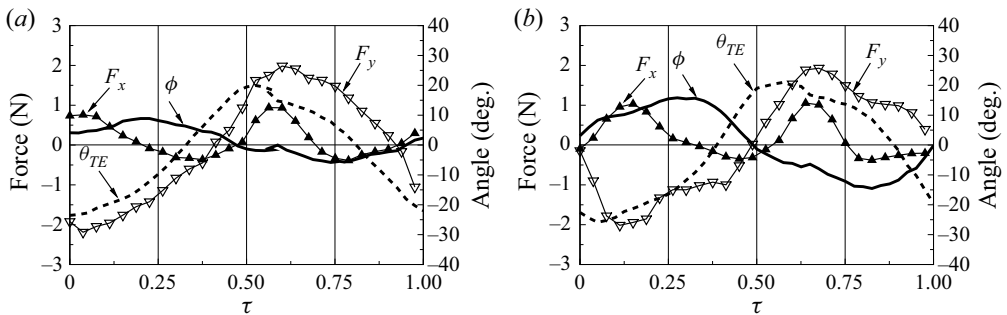 (a)
3
2
1
0
–1
–2
–3
Force (N)
40
30
20
10
0
–10
–20
–30
–40
Angle (deg.)
0
0.25
0.50
0.75
1.00
τ
F_x
ϕ
F_y
θ_TE
(b)
3
2
1
0
–1
–2
–3
Force (N)
40
30
20
10
0
–10
–20
–30
–40
Angle (deg.)
0
0.25
0.50
0.75
1.00
τ
F_x
ϕ
θ_TE
F_y